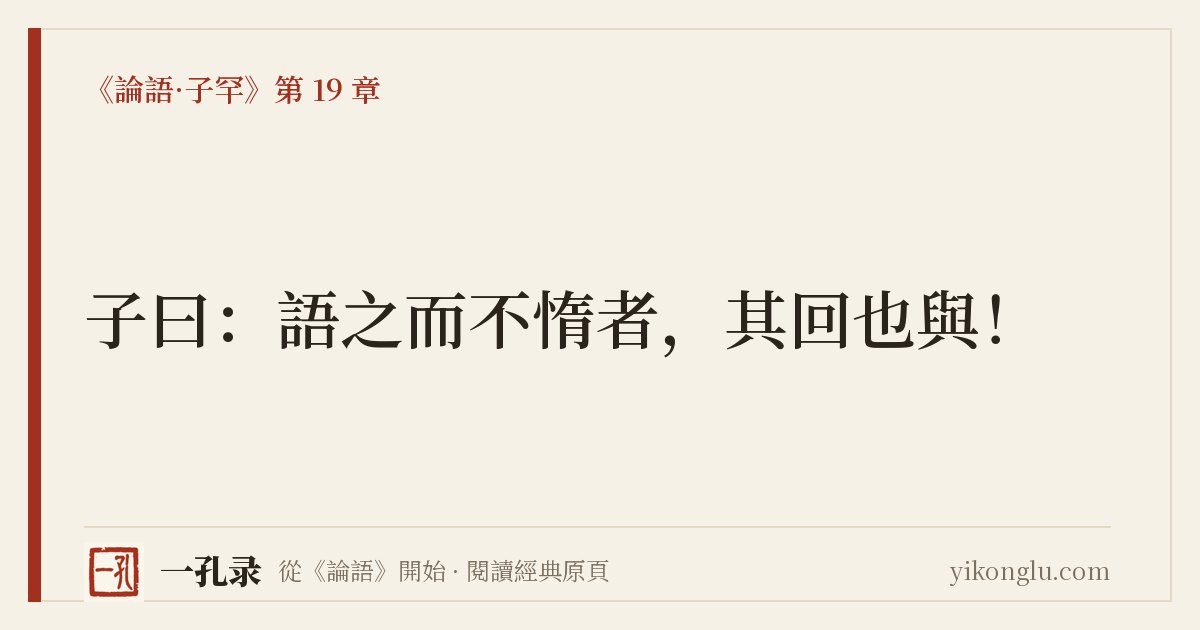 《論語·子罕》第 19 章
子曰：語之而不惰者，其回也與！
一孔
一孔录 從《論語》開始 · 閱讀經典原頁 yikonglu.com